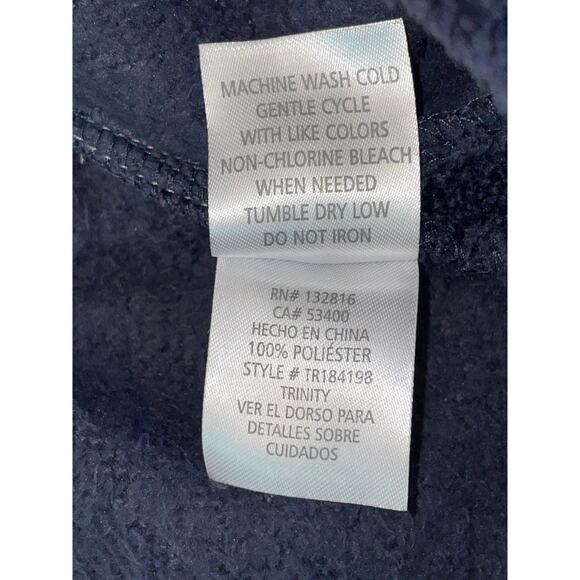 MACHINE WASH COLD
GENTLE CYCLE
WITH LIKE COLORS
NON-CHLORINE BLEACH
WHEN NEEDED
TUMBLE DRY LOW
DO NOT IRON
RN# 132816
CA# 53400
HECHO EN CHINA
100% POLIÉSTER
STYLE # TR184198
TRINITY
VER EL DORSO PARA
DETALLES SOBRE
CUIDADOS